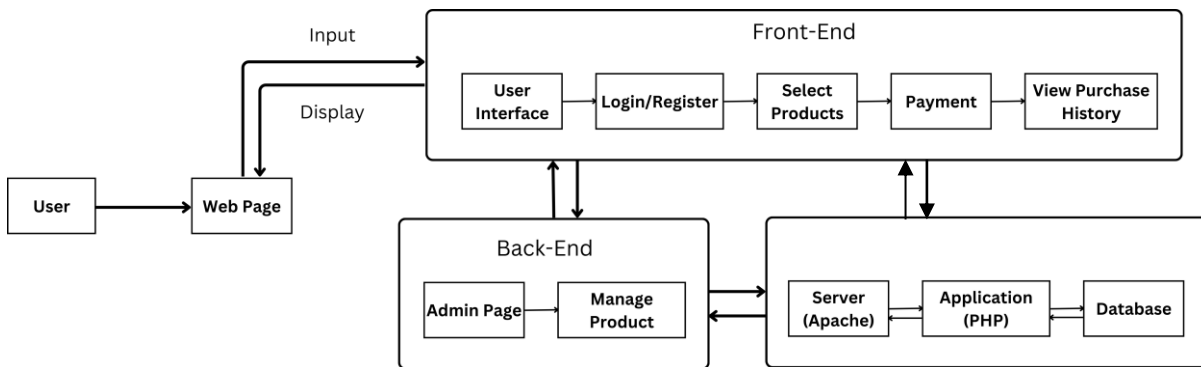 Input
Display
User
Web Page
Front-End
User
Interface
Login/Register
Select
Products
Payment
View Purchase
History
Back-End
Admin Page
Manage
Product
Server
(Apache)
Application
(PHP)
Database